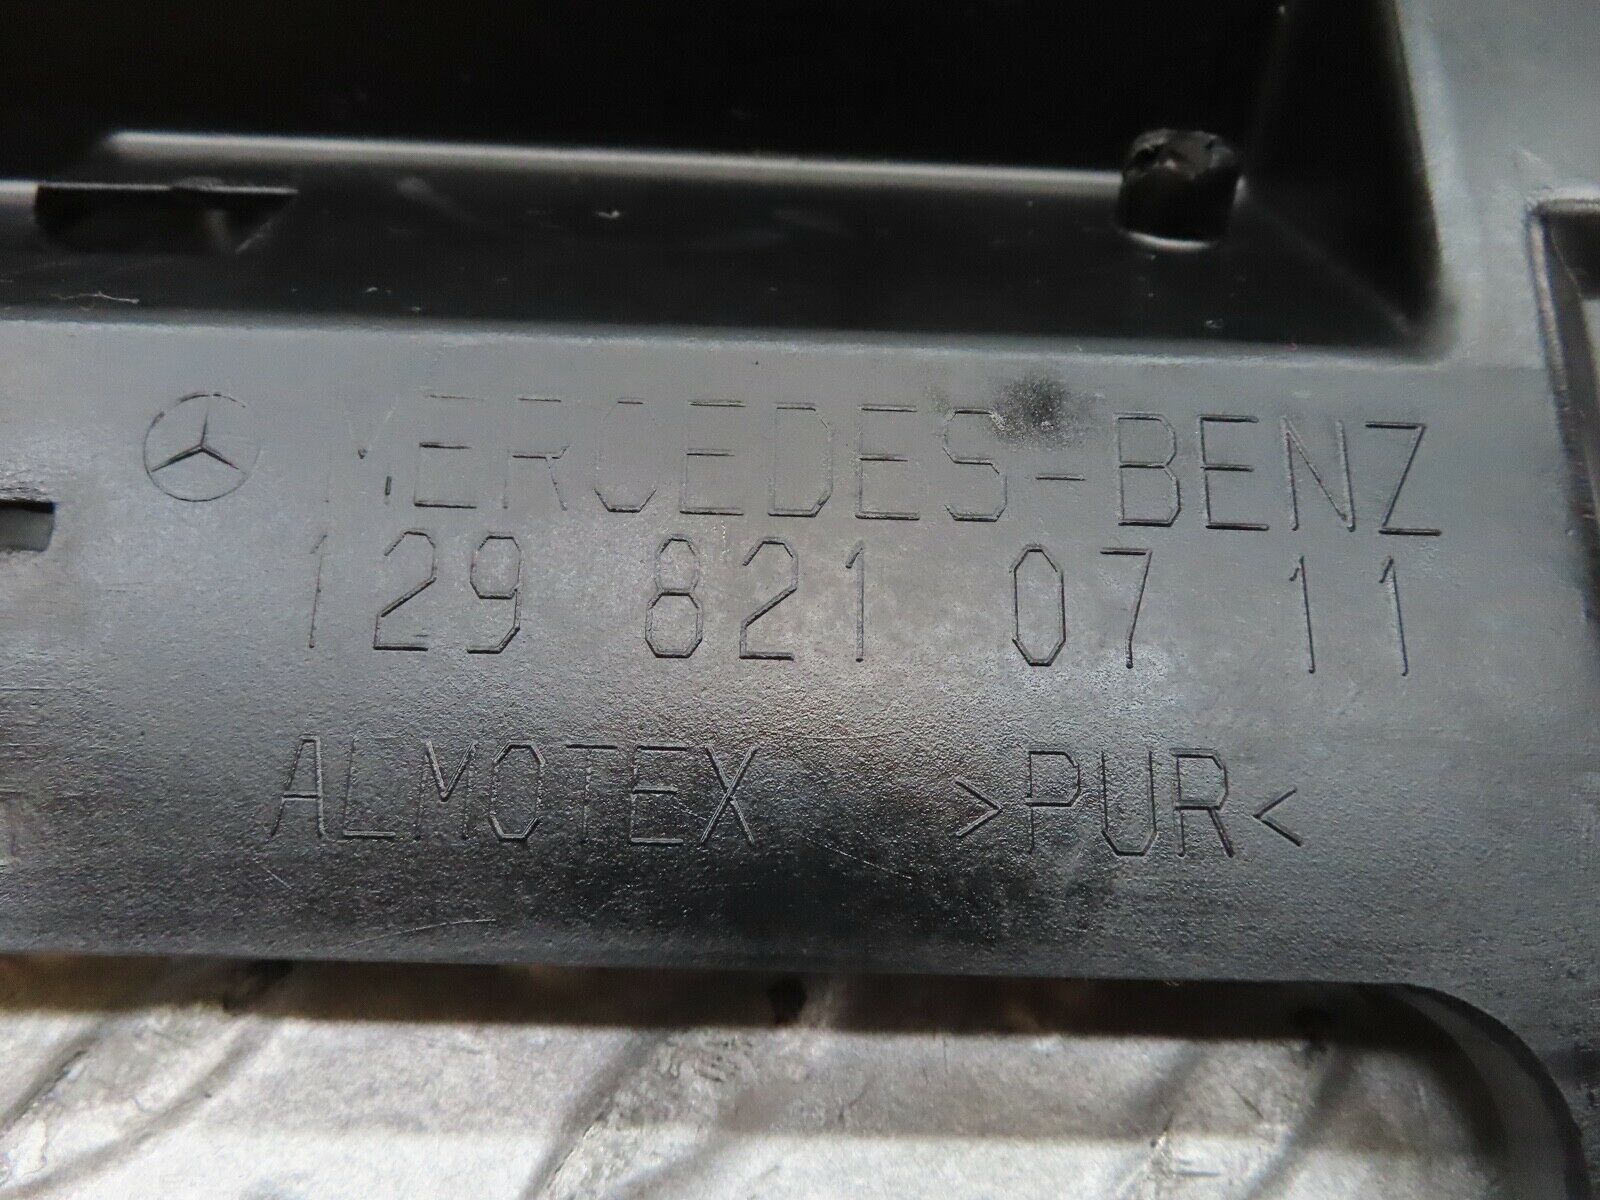 MERCEDES-BENZ
129 821 07 11
ALMOTEX >PUR<